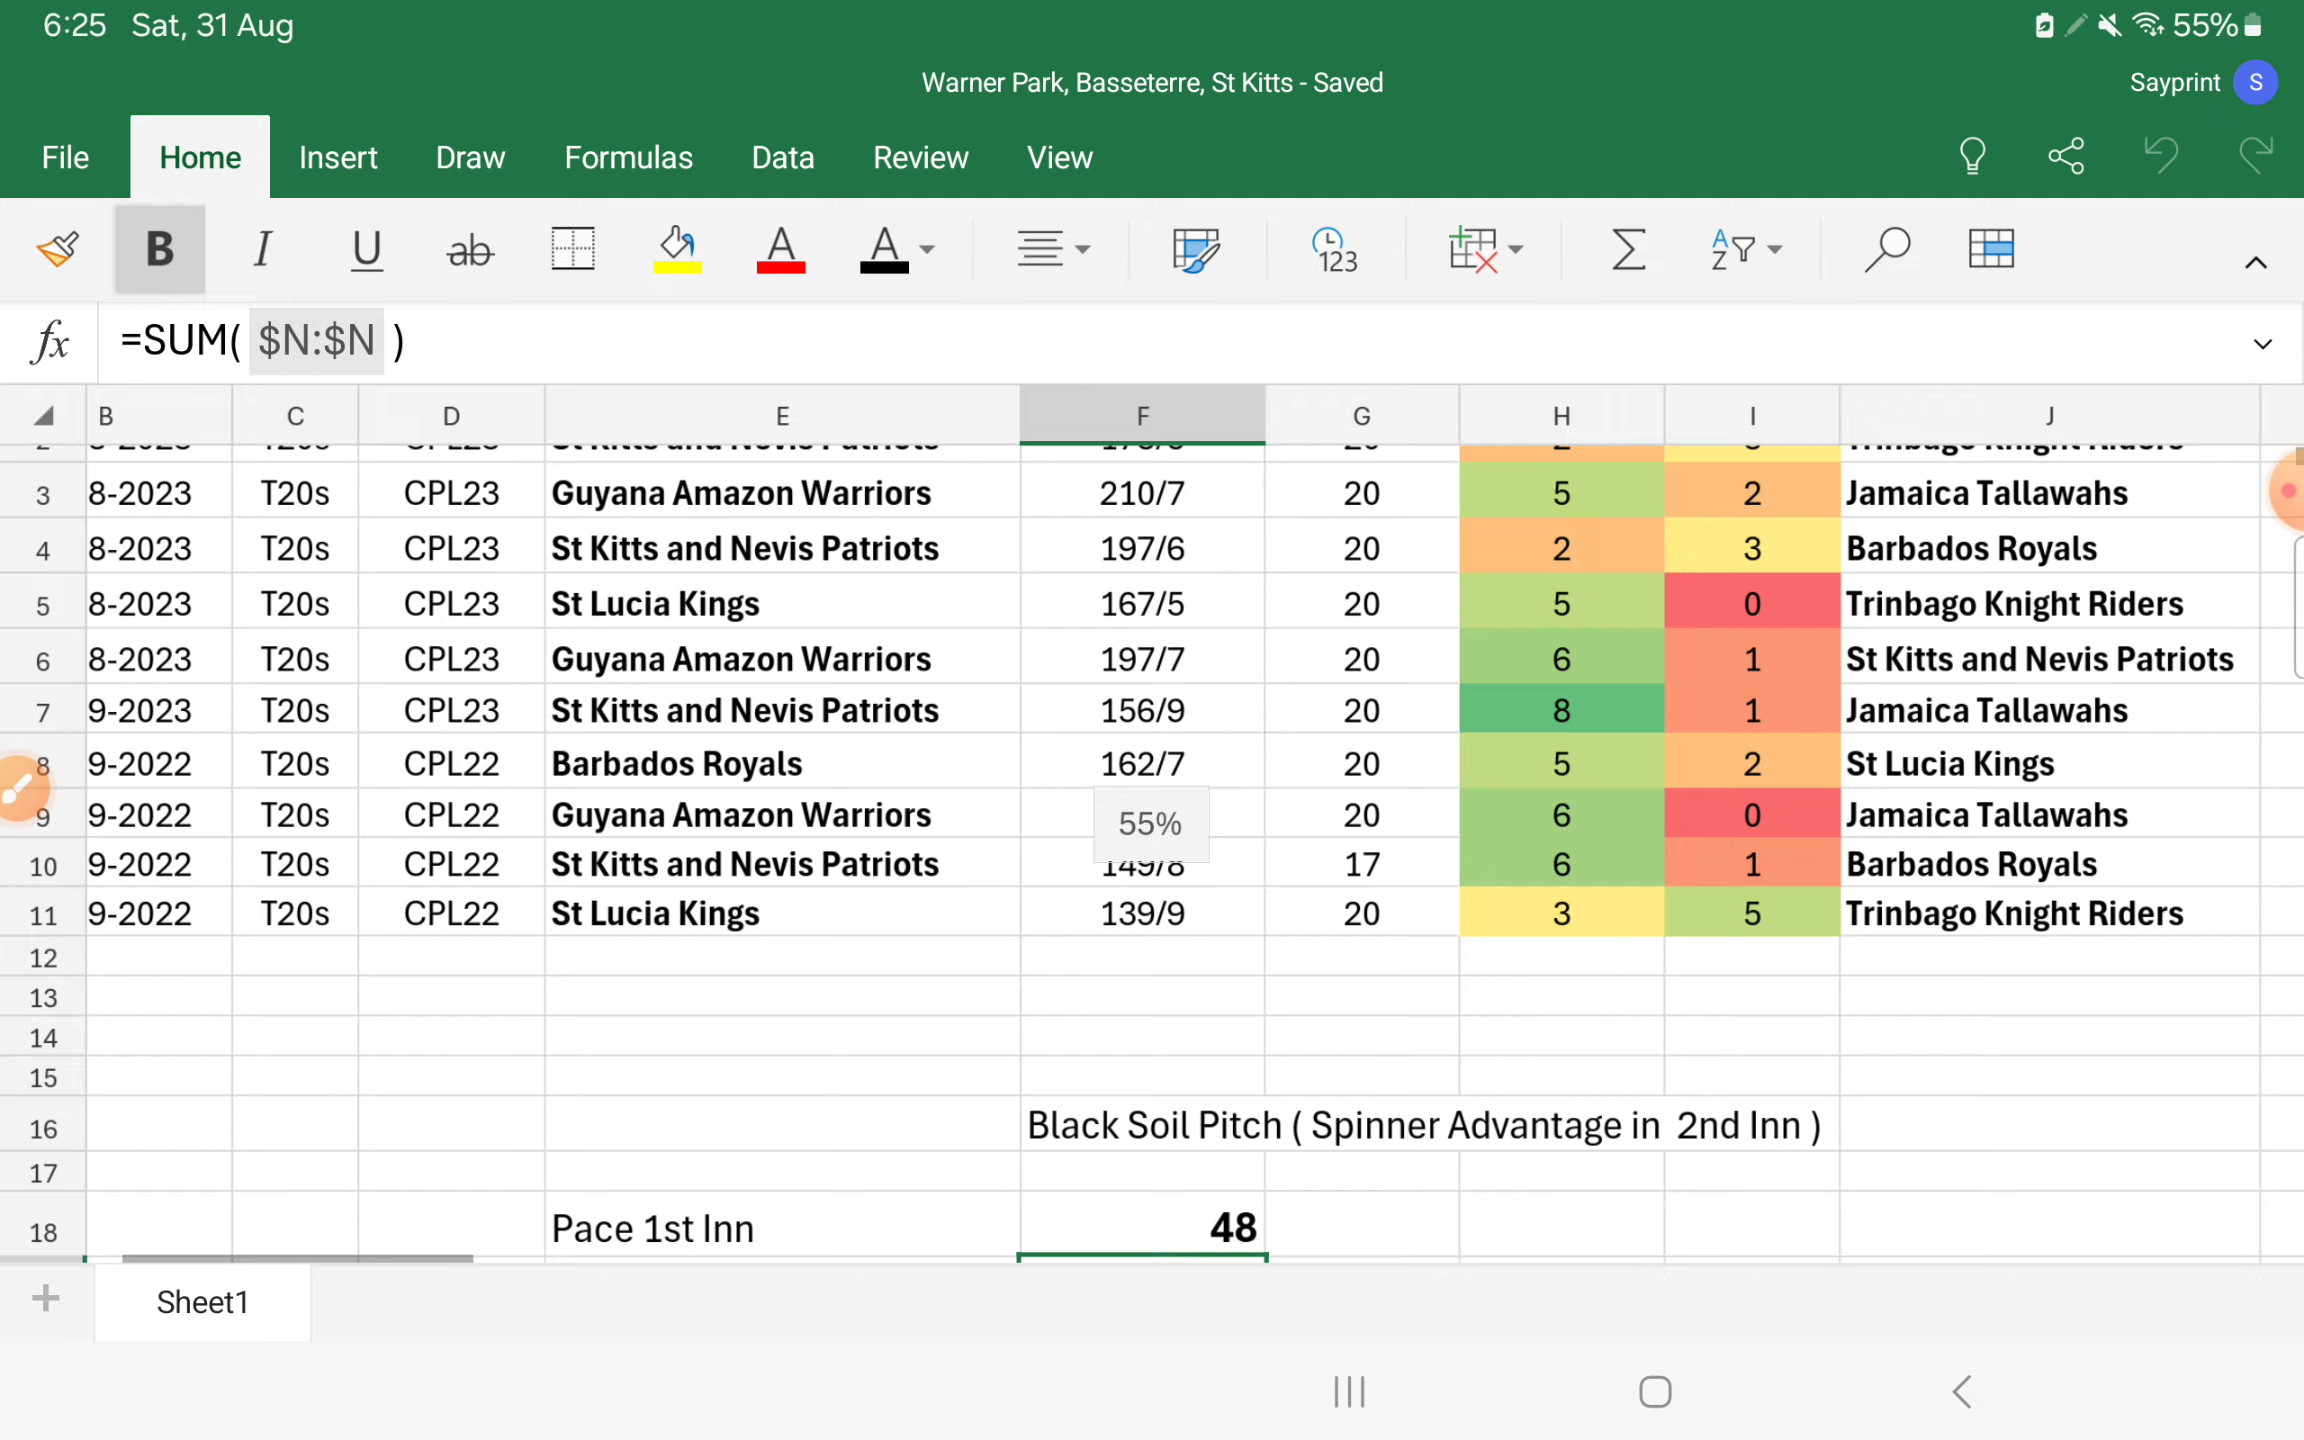 6:25 Sat, 31 Aug 55%
Warner Park, Basseterre, St Kitts - Saved
Sayprint S
File Home Insert Draw Formulas Data Review View
B I U ab A A 123 A Z
fx =SUM( $N:$N )
B C D E F G H I J
3 8-2023 T20s CPL23 Guyana Amazon Warriors 210/7 20 5 2 Jamaica Tallawahs
4 8-2023 T20s CPL23 St Kitts and Nevis Patriots 197/6 20 2 3 Barbados Royals
5 8-2023 T20s CPL23 St Lucia Kings 167/5 20 5 0 Trinbago Knight Riders
6 8-2023 T20s CPL23 Guyana Amazon Warriors 197/7 20 6 1 St Kitts and Nevis Patriots
7 9-2023 T20s CPL23 St Kitts and Nevis Patriots 156/9 20 8 1 Jamaica Tallawahs
8 9-2022 T20s CPL22 Barbados Royals 162/7 20 5 2 St Lucia Kings
9 9-2022 T20s CPL22 Guyana Amazon Warriors 55% 20 6 0 Jamaica Tallawahs
10 9-2022 T20s CPL22 St Kitts and Nevis Patriots 149/8 17 6 1 Barbados Royals
11 9-2022 T20s CPL22 St Lucia Kings 139/9 20 3 5 Trinbago Knight Riders
12
13
14
15
16 Black Soil Pitch ( Spinner Advantage in 2nd Inn )
17
18 Pace 1st Inn 48
Sheet1